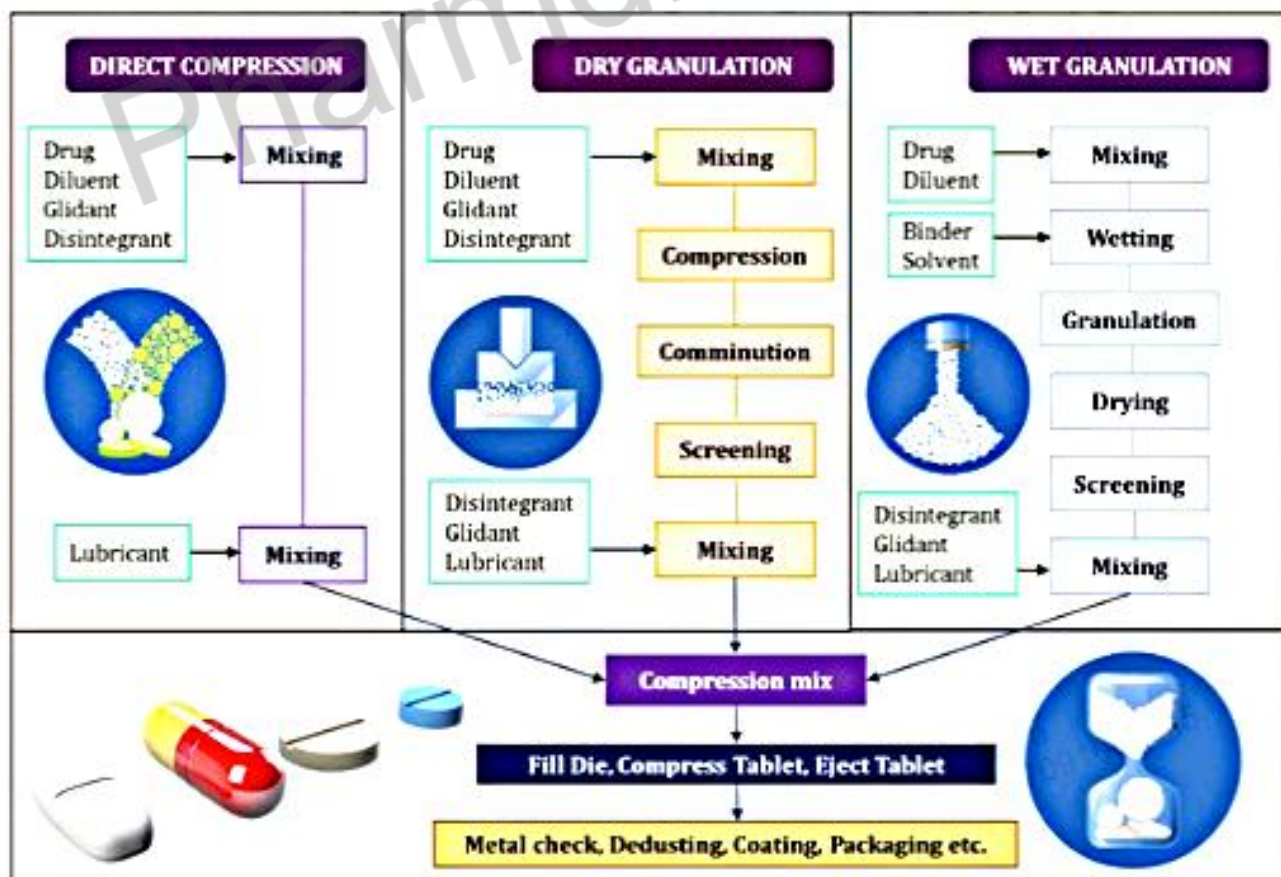 DIRECT COMPRESSION
Drug
Diluent
Glidant
Disintegrant
Mixing
Lubricant
Mixing
DRY GRANULATION
Drug
Diluent
Glidant
Disintegrant
Mixing
Compression
Comminution
Screening
Disintegrant
Glidant
Lubricant
Mixing
WET GRANULATION
Drug
Diluent
Mixing
Binder
Solvent
Wetting
Granulation
Drying
Screening
Disintegrant
Glidant
Lubricant
Mixing
Compression mix
Fill Die, Compress Tablet, Eject Tablet
Metal check, Dedusting, Coating, Packaging etc.